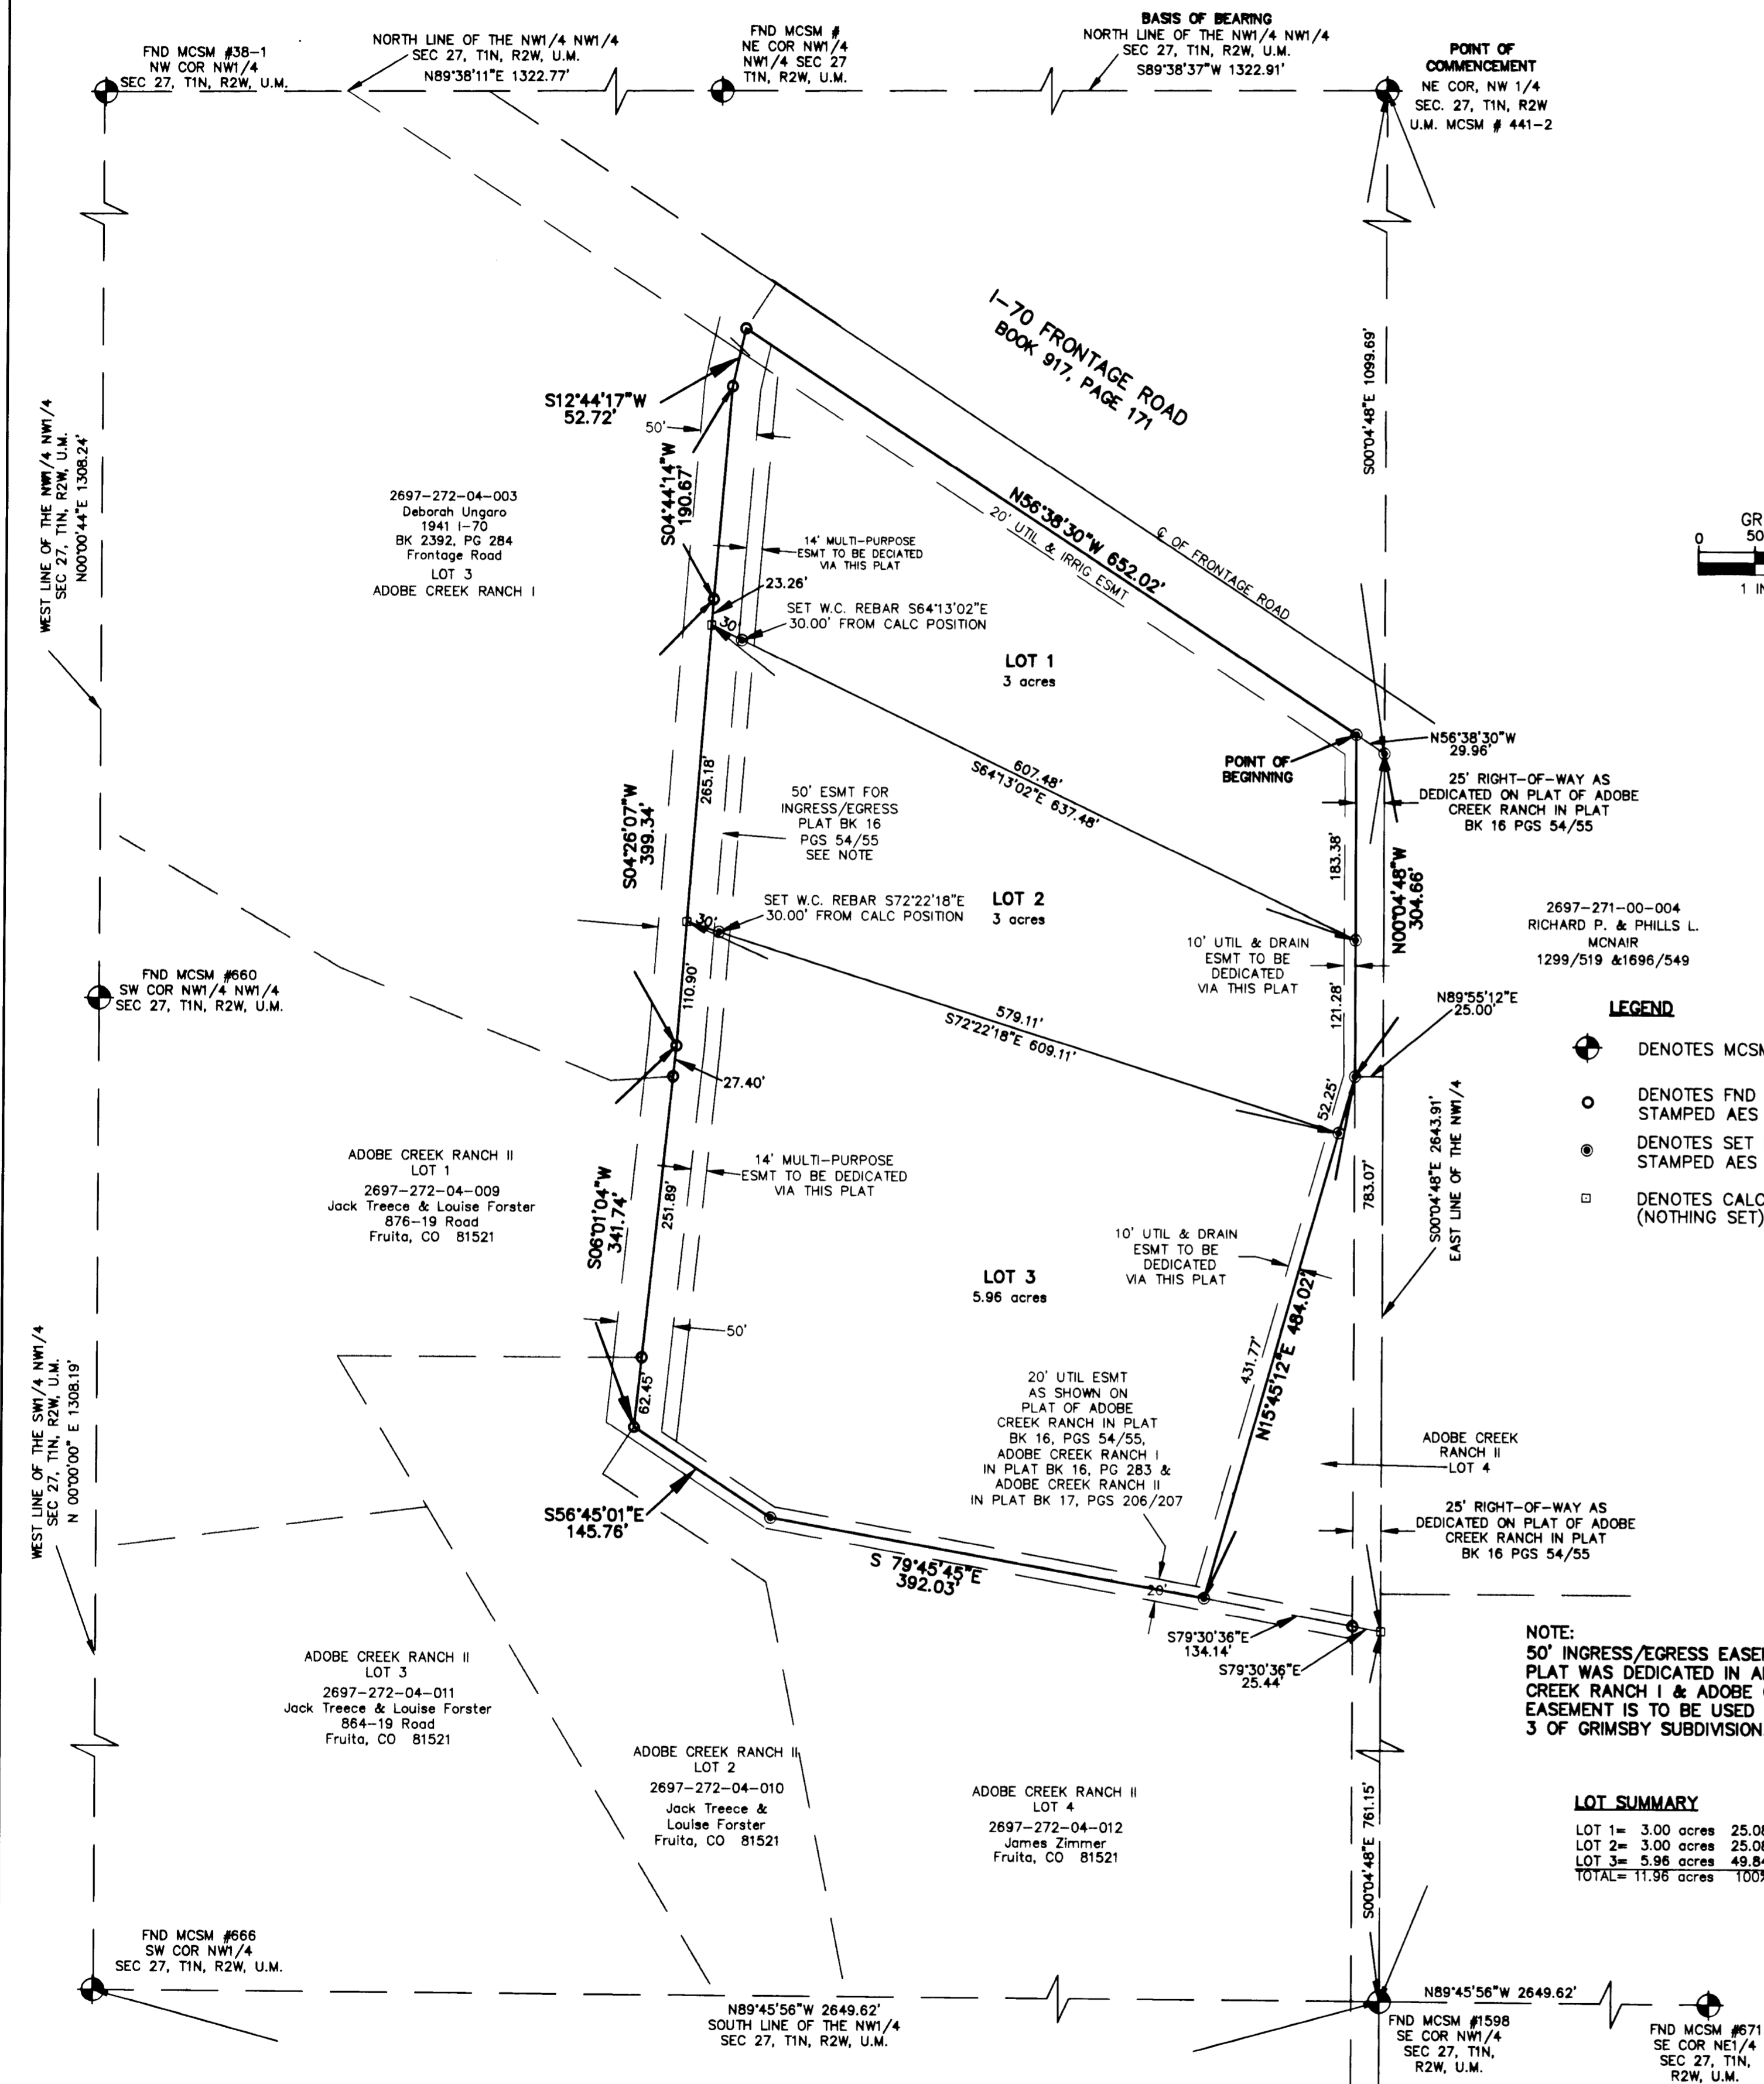 FND MCSM #38-1
NW COR NW1/4
SEC 27, T1N, R2W, U.M.
NORTH LINE OF THE NW1/4 NW1/4
SEC 27, T1N, R2W, U.M.
N89°38'11"E 1322.77'
FND MCSM #
NE COR NW1/4
NW1/4 SEC 27
T1N, R2W, U.M.
BASIS OF BEARING
NORTH LINE OF THE NW1/4 NW1/4
SEC 27, T1N, R2W, U.M.
S89°38'37"W 1322.91'
POINT OF
COMMENCEMENT
NE COR, NW 1/4
SEC. 27, T1N, R2W
U.M. MCSM # 441-2
I-70 FRONTAGE ROAD
BOOK 917, PAGE 171
S00°04'48"E 1099.69'
WEST LINE OF THE NW1/4 NW1/4
SEC 27, T1N, R2W, U.M.
N00°00'44"E 1308.24'
S12°44'17"W
52.72'
50'
S04°44'14"W
190.67'
2697-272-04-003
Deborah Ungaro
1941 I-70
BK 2392, PG 284
Frontage Road
LOT 3
ADOBE CREEK RANCH I
N56°38'30"W 652.02'
20' UTIL & IRRIG ESMT
℄ OF FRONTAGE ROAD
GR
0 50
1 IN
14' MULTI-PURPOSE
ESMT TO BE DECIATED
VIA THIS PLAT
23.26'
SET W.C. REBAR S64°13'02"E
30.00' FROM CALC POSITION
30'
LOT 1
3 acres
POINT OF
BEGINNING
N56°38'30"W
29.96'
25' RIGHT-OF-WAY AS
DEDICATED ON PLAT OF ADOBE
CREEK RANCH IN PLAT
BK 16 PGS 54/55
607.48'
S64°13'02"E 637.48'
265.18'
S04°26'07"W
399.34'
50' ESMT FOR
INGRESS/EGRESS
PLAT BK 16
PGS 54/55
SEE NOTE
183.38'
N00°04'48"W
304.66'
SET W.C. REBAR S72°22'18"E
30.00' FROM CALC POSITION
30'
LOT 2
3 acres
2697-271-00-004
RICHARD P. & PHILLS L.
MCNAIR
1299/519 &1696/549
10' UTIL & DRAIN
ESMT TO BE
DEDICATED
VIA THIS PLAT
FND MCSM #660
SW COR NW1/4 NW1/4
SEC 27, T1N, R2W, U.M.
110.90'
121.28'
N89°55'12"E
25.00'
LEGEND
DENOTES MCSM
DENOTES FND
STAMPED AES
DENOTES SET
STAMPED AES
DENOTES CALC
(NOTHING SET)
579.11'
S72°22'18"E 609.11'
27.40'
52.25'
S00°04'48"E 2643.91'
EAST LINE OF THE NW1/4
783.07'
ADOBE CREEK RANCH II
LOT 1
2697-272-04-009
Jack Treece & Louise Forster
876-19 Road
Fruita, CO 81521
S06°01'04"W
341.74'
251.89'
14' MULTI-PURPOSE
ESMT TO BE DEDICATED
VIA THIS PLAT
10' UTIL & DRAIN
ESMT TO BE
DEDICATED
VIA THIS PLAT
LOT 3
5.96 acres
N15°45'12"E 484.02'
431.77'
50'
62.45'
WEST LINE OF THE SW1/4 NW1/4
SEC 27, T1N, R2W, U.M.
N 00°00'00" E 1308.19'
20' UTIL ESMT
AS SHOWN ON
PLAT OF ADOBE
CREEK RANCH IN PLAT
BK 16, PGS 54/55,
ADOBE CREEK RANCH I
IN PLAT BK 16, PG 283 &
ADOBE CREEK RANCH II
IN PLAT BK 17, PGS 206/207
ADOBE CREEK
RANCH II
LOT 4
25' RIGHT-OF-WAY AS
DEDICATED ON PLAT OF ADOBE
CREEK RANCH IN PLAT
BK 16 PGS 54/55
S56°45'01"E
145.76'
S 79°45'45"E
392.03'
20'
S79°30'36"E
134.14'
S79°30'36"E
25.44'
NOTE:
50' INGRESS/EGRESS EASE
PLAT WAS DEDICATED IN A
CREEK RANCH I & ADOBE
EASEMENT IS TO BE USED
3 OF GRIMSBY SUBDIVISION
ADOBE CREEK RANCH II
LOT 3
2697-272-04-011
Jack Treece & Louise Forster
864-19 Road
Fruita, CO 81521
ADOBE CREEK RANCH II
LOT 2
2697-272-04-010
Jack Treece &
Louise Forster
Fruita, CO 81521
ADOBE CREEK RANCH II
LOT 4
2697-272-04-012
James Zimmer
Fruita, CO 81521
S00°04'48"E 761.15'
LOT SUMMARY
LOT 1= 3.00 acres 25.08
LOT 2= 3.00 acres 25.08
LOT 3= 5.96 acres 49.84
TOTAL= 11.96 acres 100%
FND MCSM #666
SW COR NW1/4
SEC 27, T1N, R2W, U.M.
N89°45'56"W 2649.62'
SOUTH LINE OF THE NW1/4
SEC 27, T1N, R2W, U.M.
N89°45'56"W 2649.62'
FND MCSM #1598
SE COR NW1/4
SEC 27, T1N,
R2W, U.M.
FND MCSM #671
SE COR NE1/4
SEC 27, T1N,
R2W, U.M.